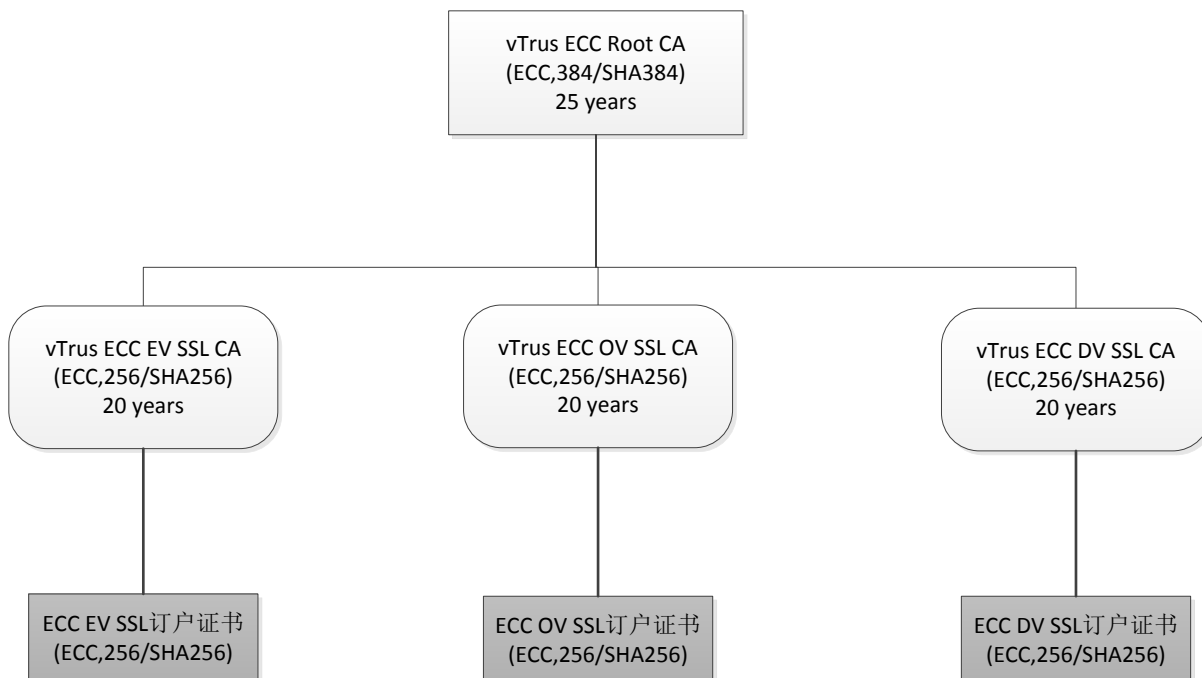 vTrus ECC Root CA
(ECC,384/SHA384)
25 years
vTrus ECC EV SSL CA
(ECC,256/SHA256)
20 years
vTrus ECC OV SSL CA
(ECC,256/SHA256)
20 years
vTrus ECC DV SSL CA
(ECC,256/SHA256)
20 years
ECC EV SSL订户证书
(ECC,256/SHA256)
ECC OV SSL订户证书
(ECC,256/SHA256)
ECC DV SSL订户证书
(ECC,256/SHA256)